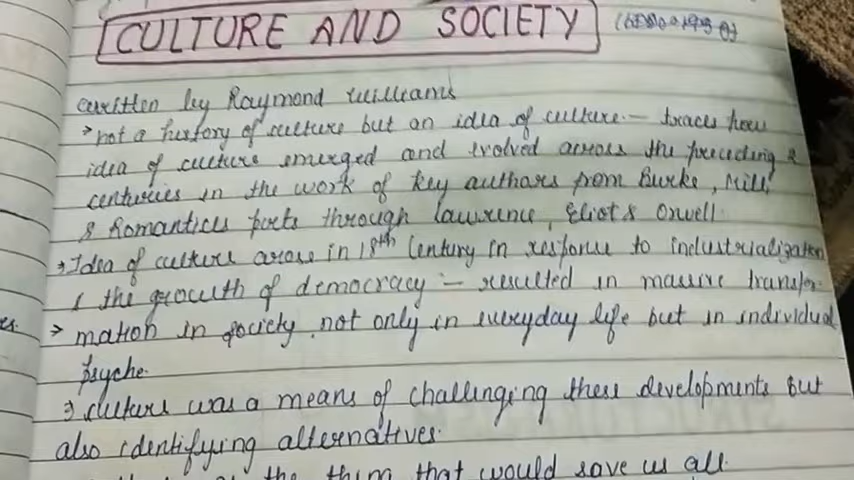 CULTURE AND SOCIETY
written by Raymond Williams
> not a history of culture but an idea of culture — traces how
idea of culture emerged and evolved across the preceding 2
centuries in the work of key authors from Burke, Mill,
& Romantics poets through Lawrence, Eliot & Orwell.
> Idea of culture arose in 18th Century in response to industrialization
& the growth of democracy — resulted in massive transfor-
> mation in society, not only in everyday life but in individual
psyche.
> culture was a means of challenging these developments but
also identifying alternatives.
the thing that would save us all.